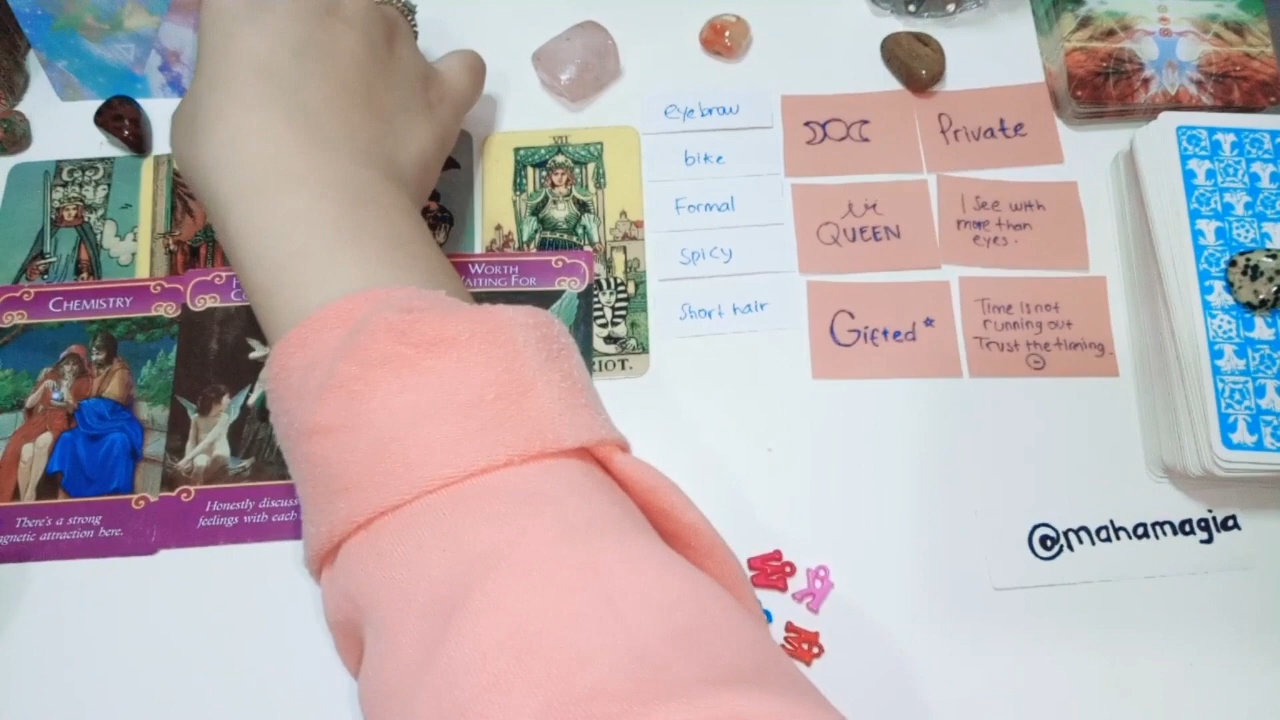 VII
eyebrow
bike
Formal
Spicy
Short hair
Private
QUEEN
I see with
more than
eyes.
Gifted*
Time is not
running out
Trust the timing.
WORTH
WAITING FOR
CHEMISTRY
There's a strong
magnetic attraction here.
Honestly discuss
feelings with each
@mahamagia
W
K
M